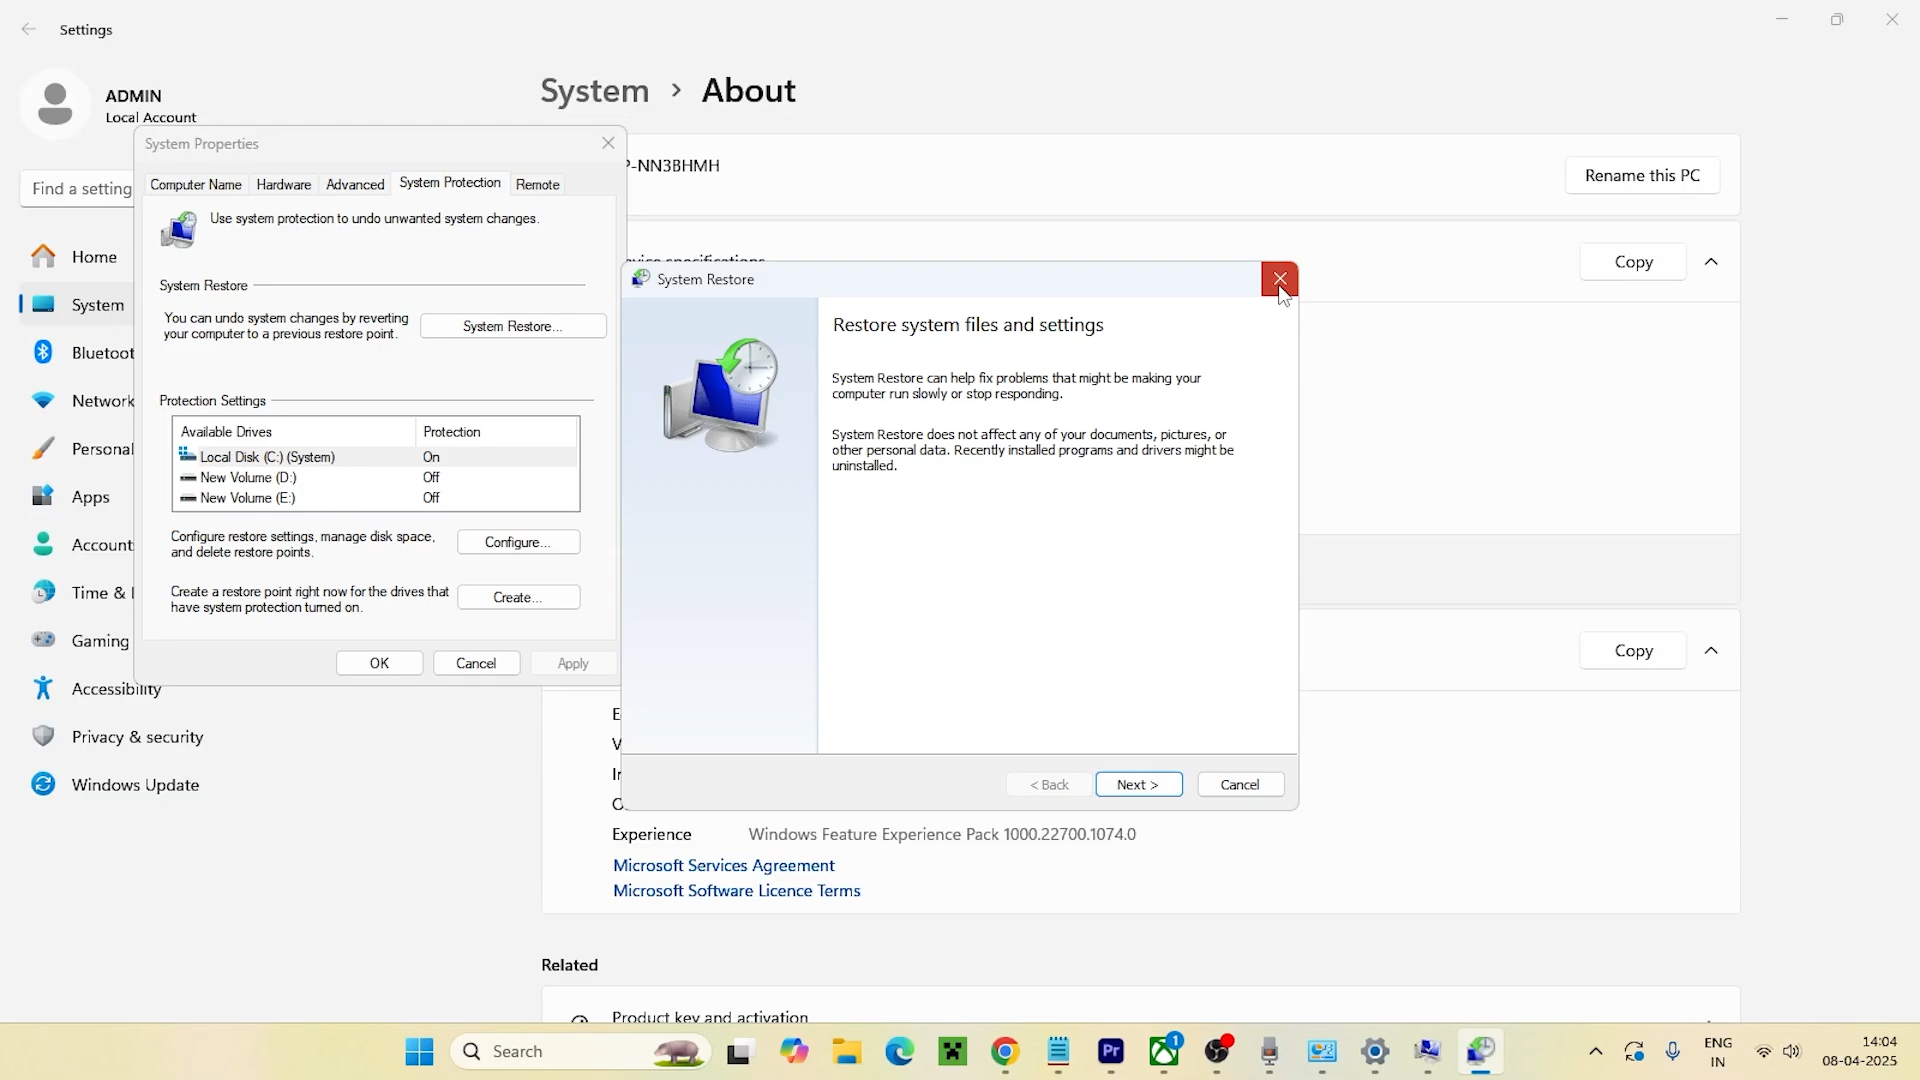 Settings
ADMIN
Local Account
Find a setting
Home
System
Bluetoot
Network
Personal
Apps
Account
Time &
Gaming
Accessibility
Privacy & security
Windows Update
System > About
P-NN3BHMH
Rename this PC
Copy
System Properties
Computer Name
Hardware
Advanced
System Protection
Remote
Use system protection to undo unwanted system changes.
System Restore
You can undo system changes by reverting
your computer to a previous restore point.
System Restore...
Protection Settings
Available Drives Protection
Local Disk (C:) (System) On
New Volume (D:) Off
New Volume (E:) Off
Configure restore settings, manage disk space,
and delete restore points.
Configure...
Create a restore point right now for the drives that
have system protection turned on.
Create...
OK
Cancel
Apply
System Restore
Restore system files and settings
System Restore can help fix problems that might be making your
computer run slowly or stop responding.
System Restore does not affect any of your documents, pictures, or
other personal data. Recently installed programs and drivers might be
uninstalled.
< Back
Next >
Cancel
Copy
Experience Windows Feature Experience Pack 1000.22700.1074.0
Microsoft Services Agreement
Microsoft Software Licence Terms
Related
Product key and activation
Search
Pr
1
ENG
IN
14:04
08-04-2025